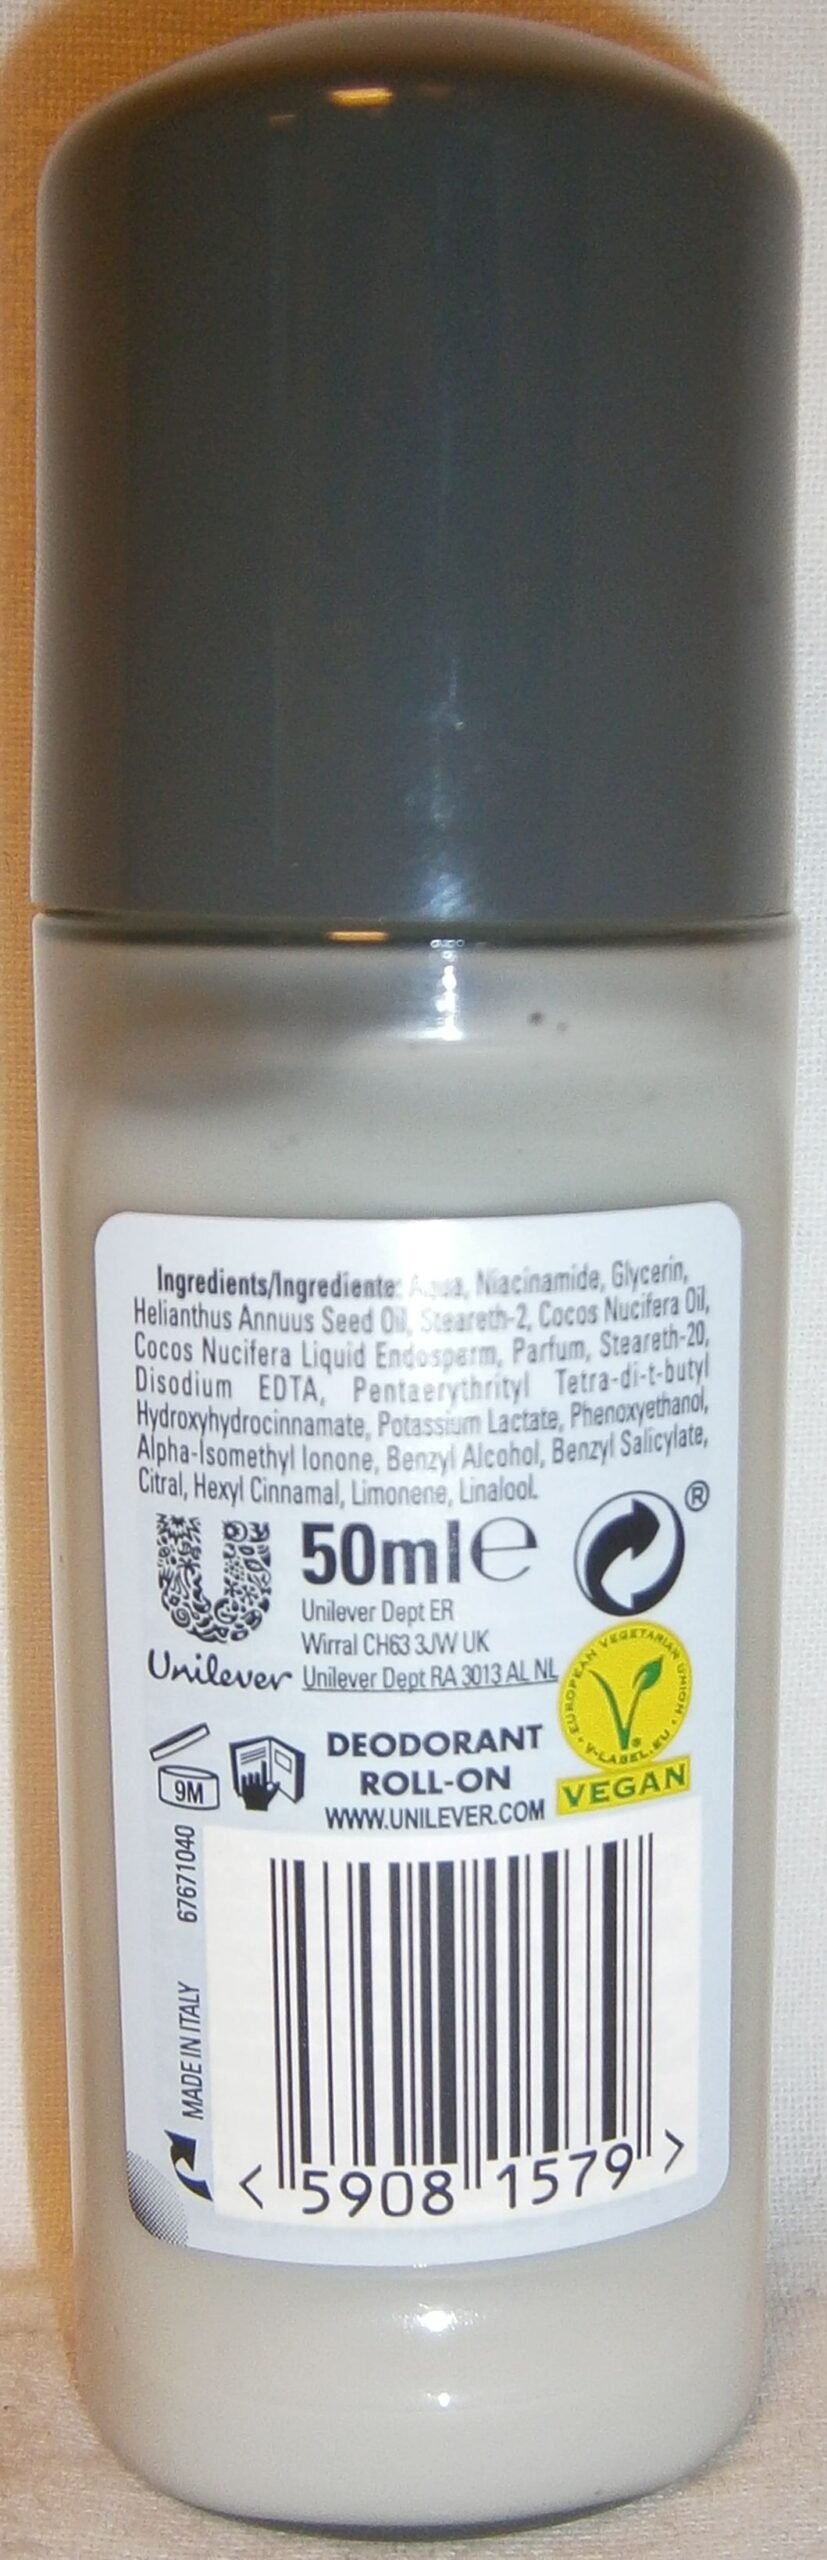 Ingredients/Ingrediente: Aqua, Niacinamide, Glycerin,
Helianthus Annuus Seed Oil, Steareth-2, Cocos Nucifera Oil,
Cocos Nucifera Liquid Endosperm, Parfum, Steareth-20,
Disodium EDTA, Pentaerythrityl Tetra-di-t-butyl
Hydroxyhydrocinnamate, Potassium Lactate, Phenoxyethanol,
Alpha-Isomethyl Ionone, Benzyl Alcohol, Benzyl Salicylate,
Citral, Hexyl Cinnamal, Limonene, Linalool.
50ml℮
®
Unilever Dept ER
Wirral CH63 3JW UK
Unilever Dept RA 3013 AL NL
Unilever
EUROPEAN VEGETARIAN UNION
V-LABEL.EU
®
VEGAN
9M
DEODORANT
ROLL-ON
WWW.UNILEVER.COM
MADE IN ITALY 67671040
< 5908 1579 >